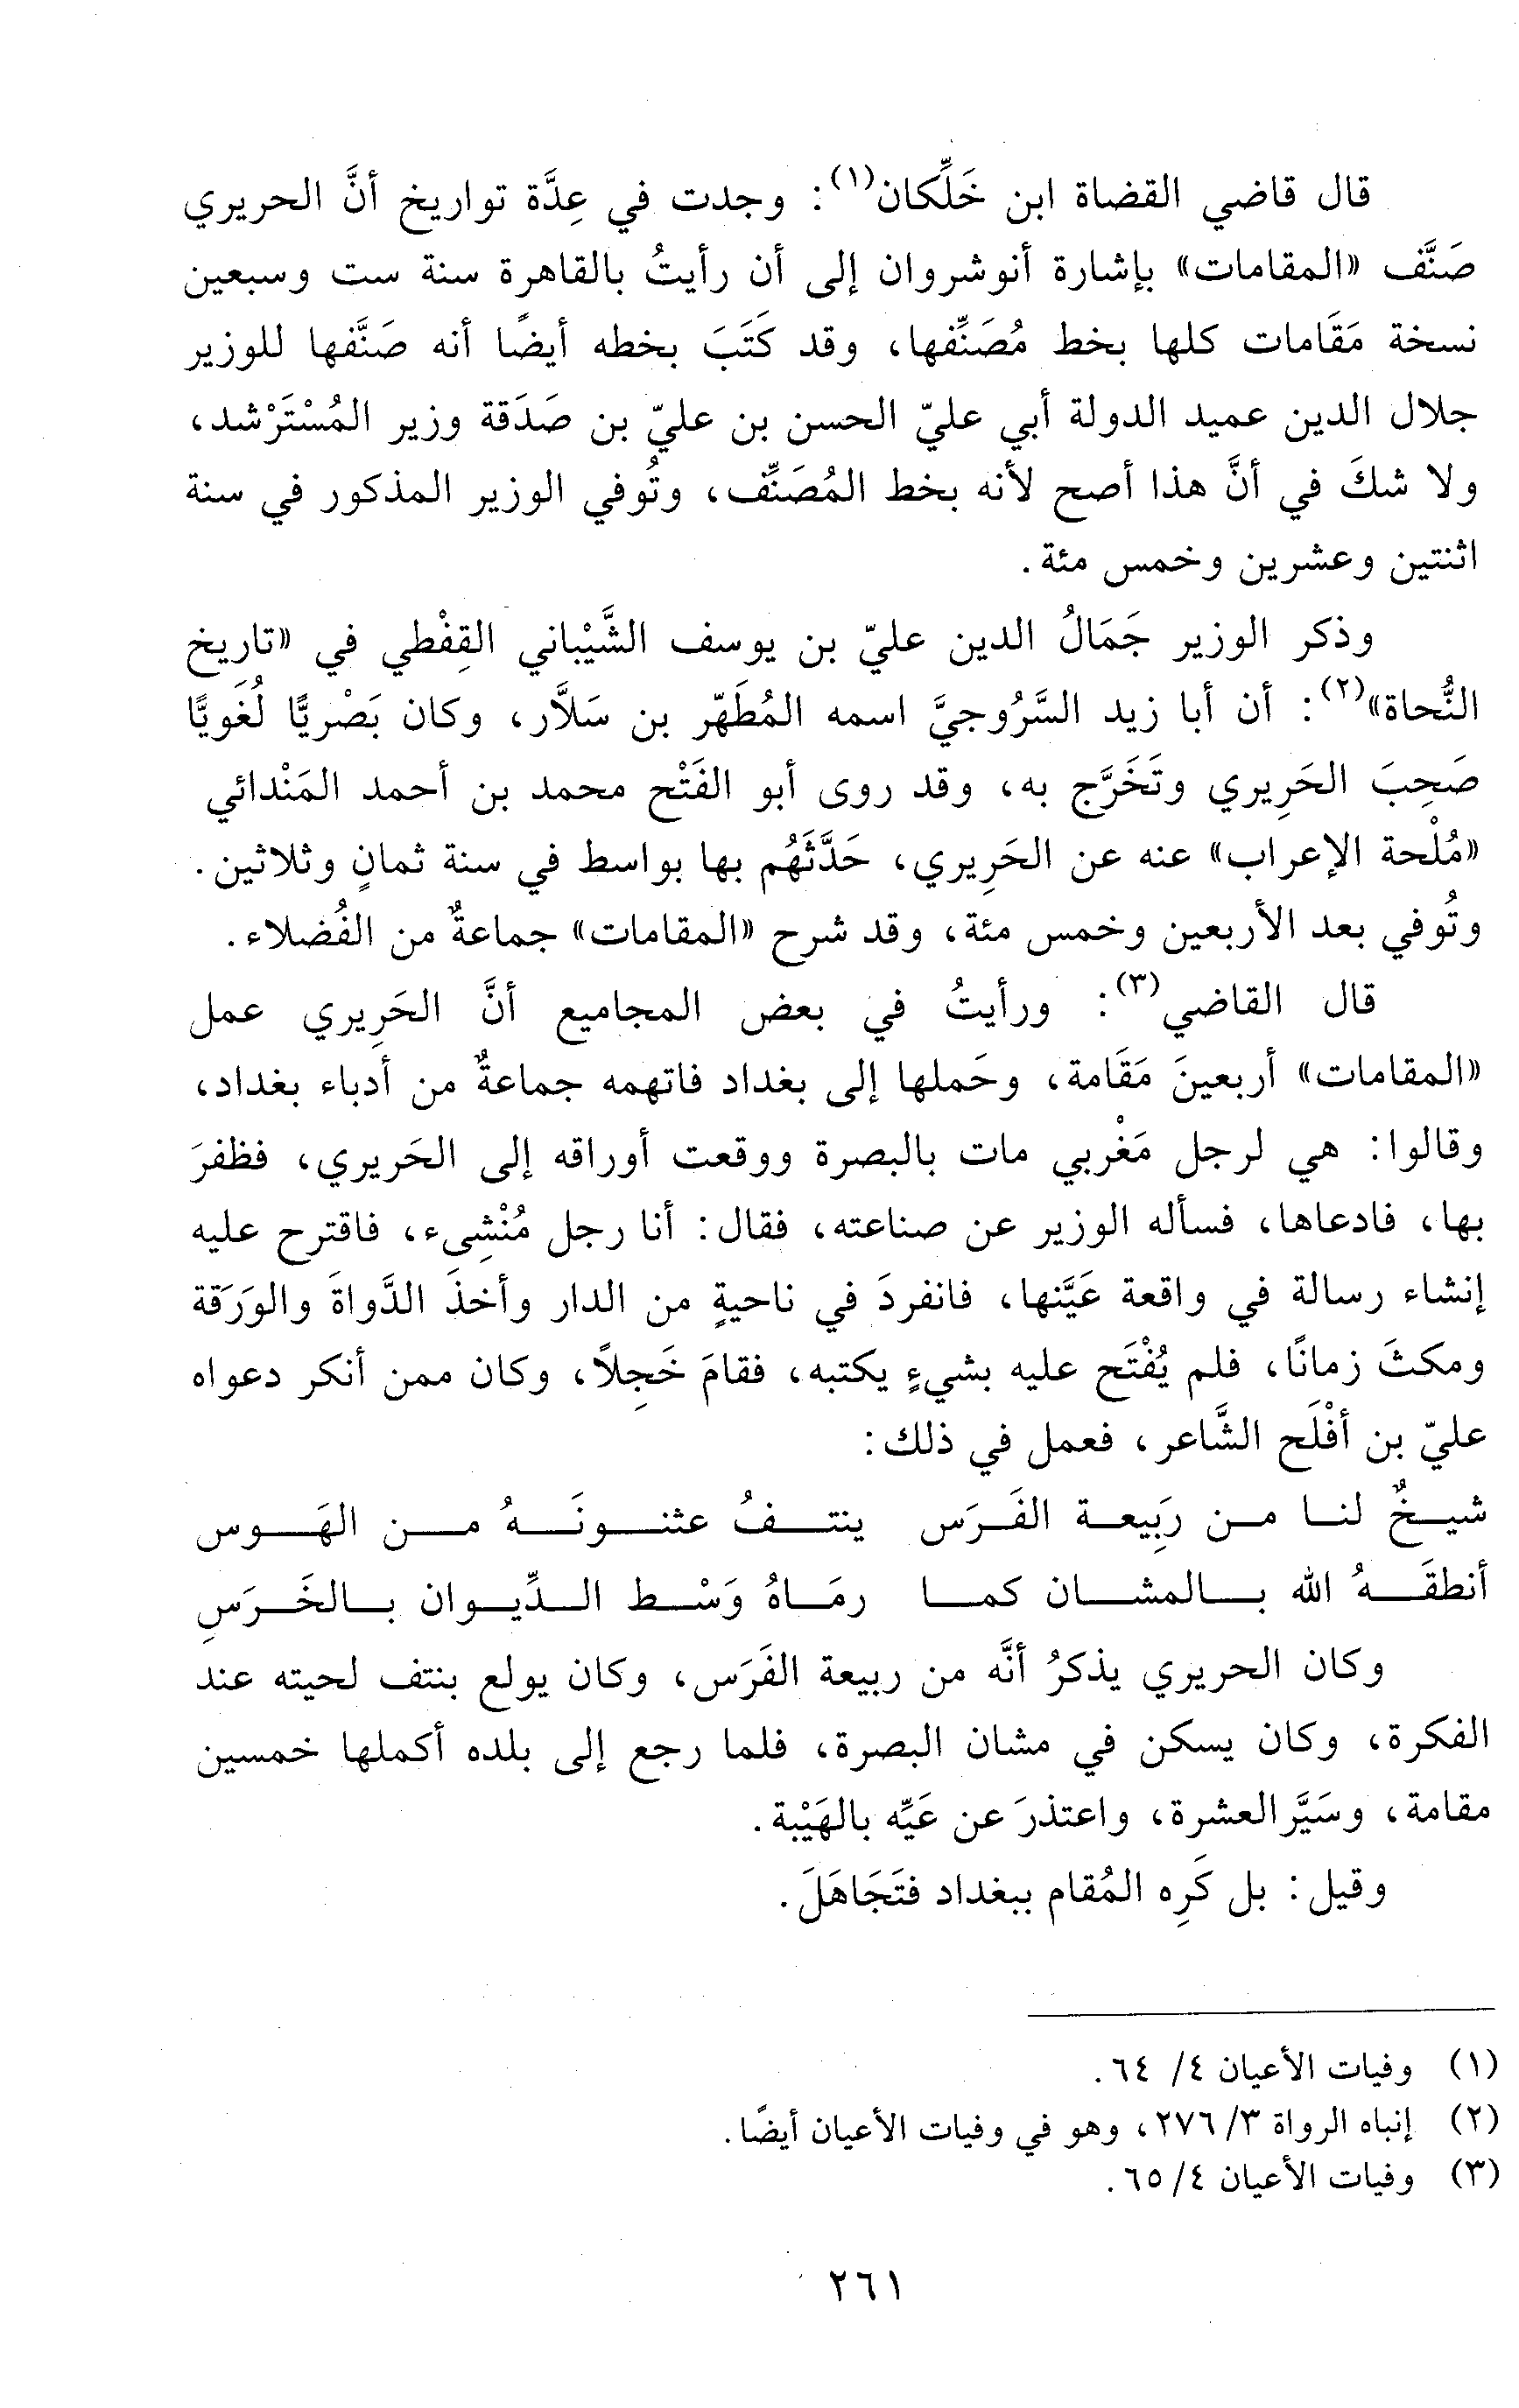 قال قاضي القضاة ابن خَلِّكان(١): وجدت في عِدَّة تواريخ أنَّ الحريري
صَنَّف «المقامات» بإشارة أنوشروان إلى أن رأيتُ بالقاهرة سنة ست وسبعين
نسخة مَقَامات كلها بخط مُصَنِّفها، وقد كَتَبَ بخطه أيضًا أنه صَنَّفها للوزير
جلال الدين عميد الدولة أبي عليّ الحسن بن عليّ بن صَدَقة وزير المُسْتَرْشد،
ولا شكَ في أنَّ هذا أصح لأنه بخط المُصَنِّف، وتُوفي الوزير المذكور في سنة
اثنتين وعشرين وخمس مئة.
وذكر الوزير جَمَالُ الدين عليّ بن يوسف الشَّيْباني القِفْطي في «تاريخ
النُّحاة»(٢): أن أبا زيد السَّرُوجيَّ اسمه المُطَهّر بن سَلاَّر، وكان بَصْريًّا لُغَويًّا
صَحِبَ الحَرِيري وتَخَرَّج به، وقد روى أبو الفَتْح محمد بن أحمد المَنْدائي
«مُلْحة الإعراب» عنه عن الحَرِيري، حَدَّثَهُم بها بواسط في سنة ثمانٍ وثلاثين.
وتُوفي بعد الأربعين وخمس مئة، وقد شرح «المقامات» جماعةٌ من الفُضلاء.
قال القاضي(٣): ورأيتُ في بعض المجاميع أنَّ الحَرِيري عمل
«المقامات» أربعينَ مَقَامة، وحَملها إلى بغداد فاتهمه جماعةٌ من أدباء بغداد،
وقالوا: هي لرجل مَغْربي مات بالبصرة ووقعت أوراقه إلى الحَريري، فظفرَ
بها، فادعاها، فسأله الوزير عن صناعته، فقال: أنا رجل مُنْشِىء، فاقترح عليه
إنشاء رسالة في واقعة عَيَّنها، فانفردَ في ناحيةٍ من الدار وأخذَ الدَّواةَ والوَرَقة
ومكثَ زمانًا، فلم يُفْتَح عليه بشيءٍ يكتبه، فقامَ خَجِلاً، وكان ممن أنكر دعواه
عليّ بن أفْلَح الشَّاعر، فعمل في ذلك:
شيخٌ لنا من رَبِيعة الفَرَس ينتفُ عثنونَهُ من الهَوس
أنطقَهُ الله بالمشان كما رمَاهُ وَسْط الدِّيوان بالخَرَسِ
وكان الحريري يذكرُ أنَّه من ربيعة الفَرَس، وكان يولع بنتف لحيته عند
الفكرة، وكان يسكن في مشان البصرة، فلما رجع إلى بلده أكملها خمسين
مقامة، وسَيَّر العشرة، واعتذرَ عن عَيِّه بالهَيْبة.
وقيل: بل كَرِه المُقام ببغداد فتَجَاهَلَ.
(١) وفيات الأعيان ٤/ ٦٤.
(٢) إنباه الرواة ٣/ ٢٧٦، وهو في وفيات الأعيان أيضًا.
(٣) وفيات الأعيان ٤/ ٦٥.
٢٦١